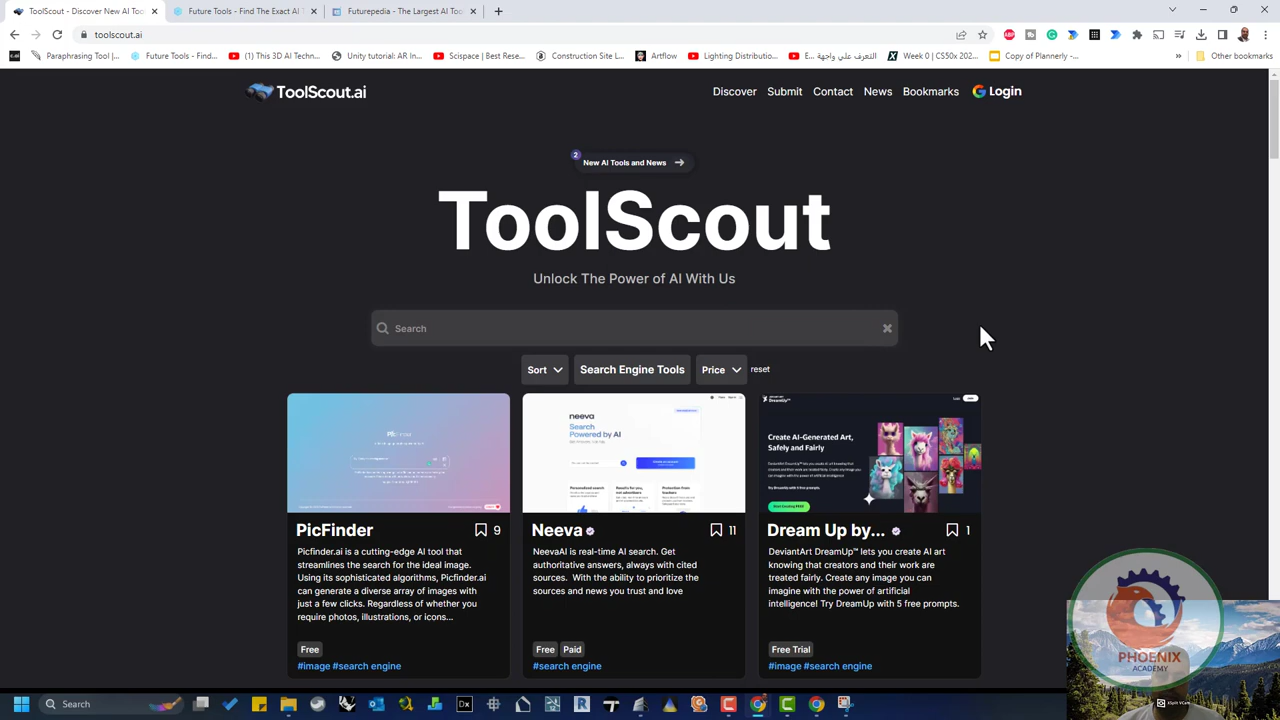 ToolScout - Discover New AI Tools
Future Tools - Find The Exact AI T
Futurepedia - The Largest AI Too
toolscout.ai
Paraphrasing Tool |...
Future Tools - Find...
(1) This 3D AI Thin...
Unity tutorial: AR In...
Scispace | Best Rese...
Construction Site L...
Artflow
Lighting Distributio...
التعرف علي واجهة E...
Week 0 | CS50x 202...
Copy of Plannerly -...
Other bookmarks
ToolScout.ai
Discover
Submit
Contact
News
Bookmarks
Login
2
New AI Tools and News
ToolScout
Unlock The Power of AI With Us
Search
Sort
Search Engine Tools
Price
reset
neeva
Search
Powered by AI
DreamUp™
Create AI-Generated Art,
Safely and Fairly
PicFinder
9
Picfinder.ai is a cutting-edge AI tool that
streamlines the search for the ideal image.
Using its sophisticated algorithms, Picfinder.ai
can generate a diverse array of images with
just a few clicks. Regardless of whether you
require photos, illustrations, or icons...
Free
#image #search engine
Neeva
11
NeevaAI is real-time AI search. Get
authoritative answers, always with cited
sources. With the ability to prioritize the
sources and news you trust and love
Free
Paid
#search engine
Dream Up by...
1
DeviantArt DreamUp™ lets you create AI art
knowing that creators and their work are
treated fairly. Create any image you can
imagine with the power of artificial
intelligence! Try DreamUp with 5 free prompts.
Free Trial
#image #search engine
PHOENIX
ACADEMY
XSplit VCam
Search